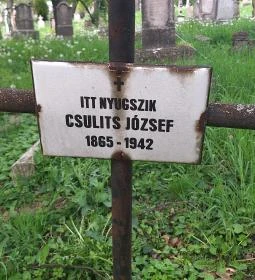 ITT NYUGSZIK
CSULITS JÓZSEF
1865 - 1942